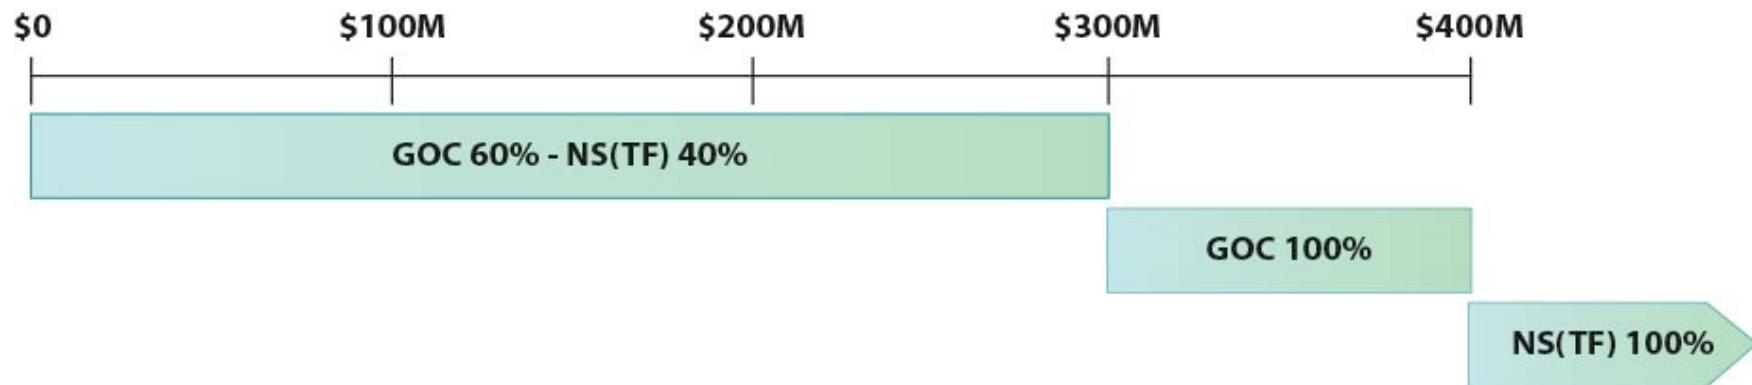 $0 $100M $200M $300M $400M
GOC 60% - NS(TF) 40%
GOC 100%
NS(TF) 100%